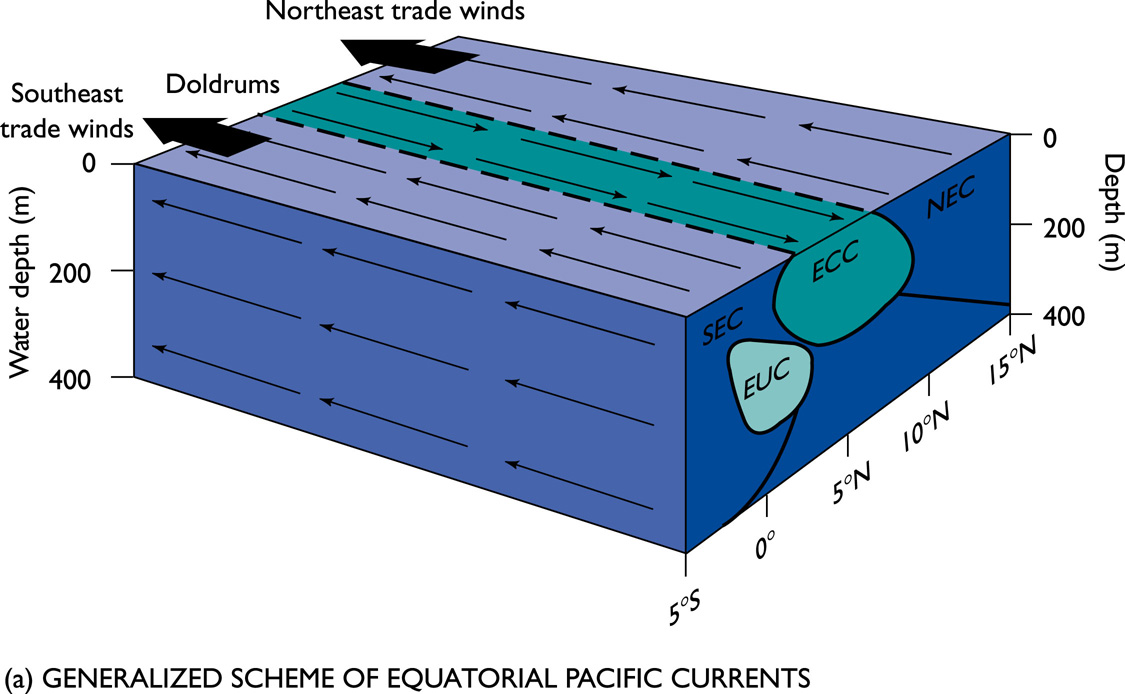 Northeast trade winds
Doldrums
Southeast
trade winds
0
200
400
Water depth (m)
0
200
400
Depth (m)
NEC
ECC
SEC
EUC
15°N
10°N
5°N
0°
5°S
(a) GENERALIZED SCHEME OF EQUATORIAL PACIFIC CURRENTS